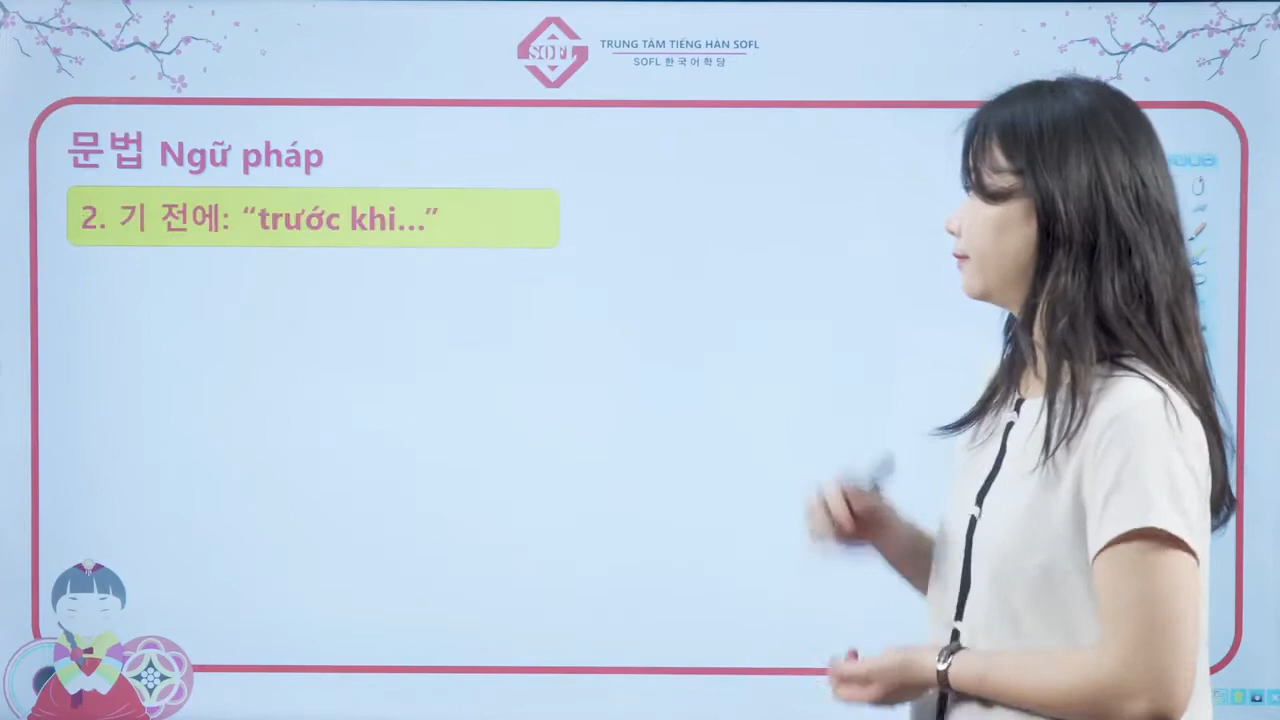 SOFL
TRUNG TÂM TIẾNG HÀN SOFL
SOFL 한국어학당
문법 Ngữ pháp
2. 기 전에: “trước khi...”